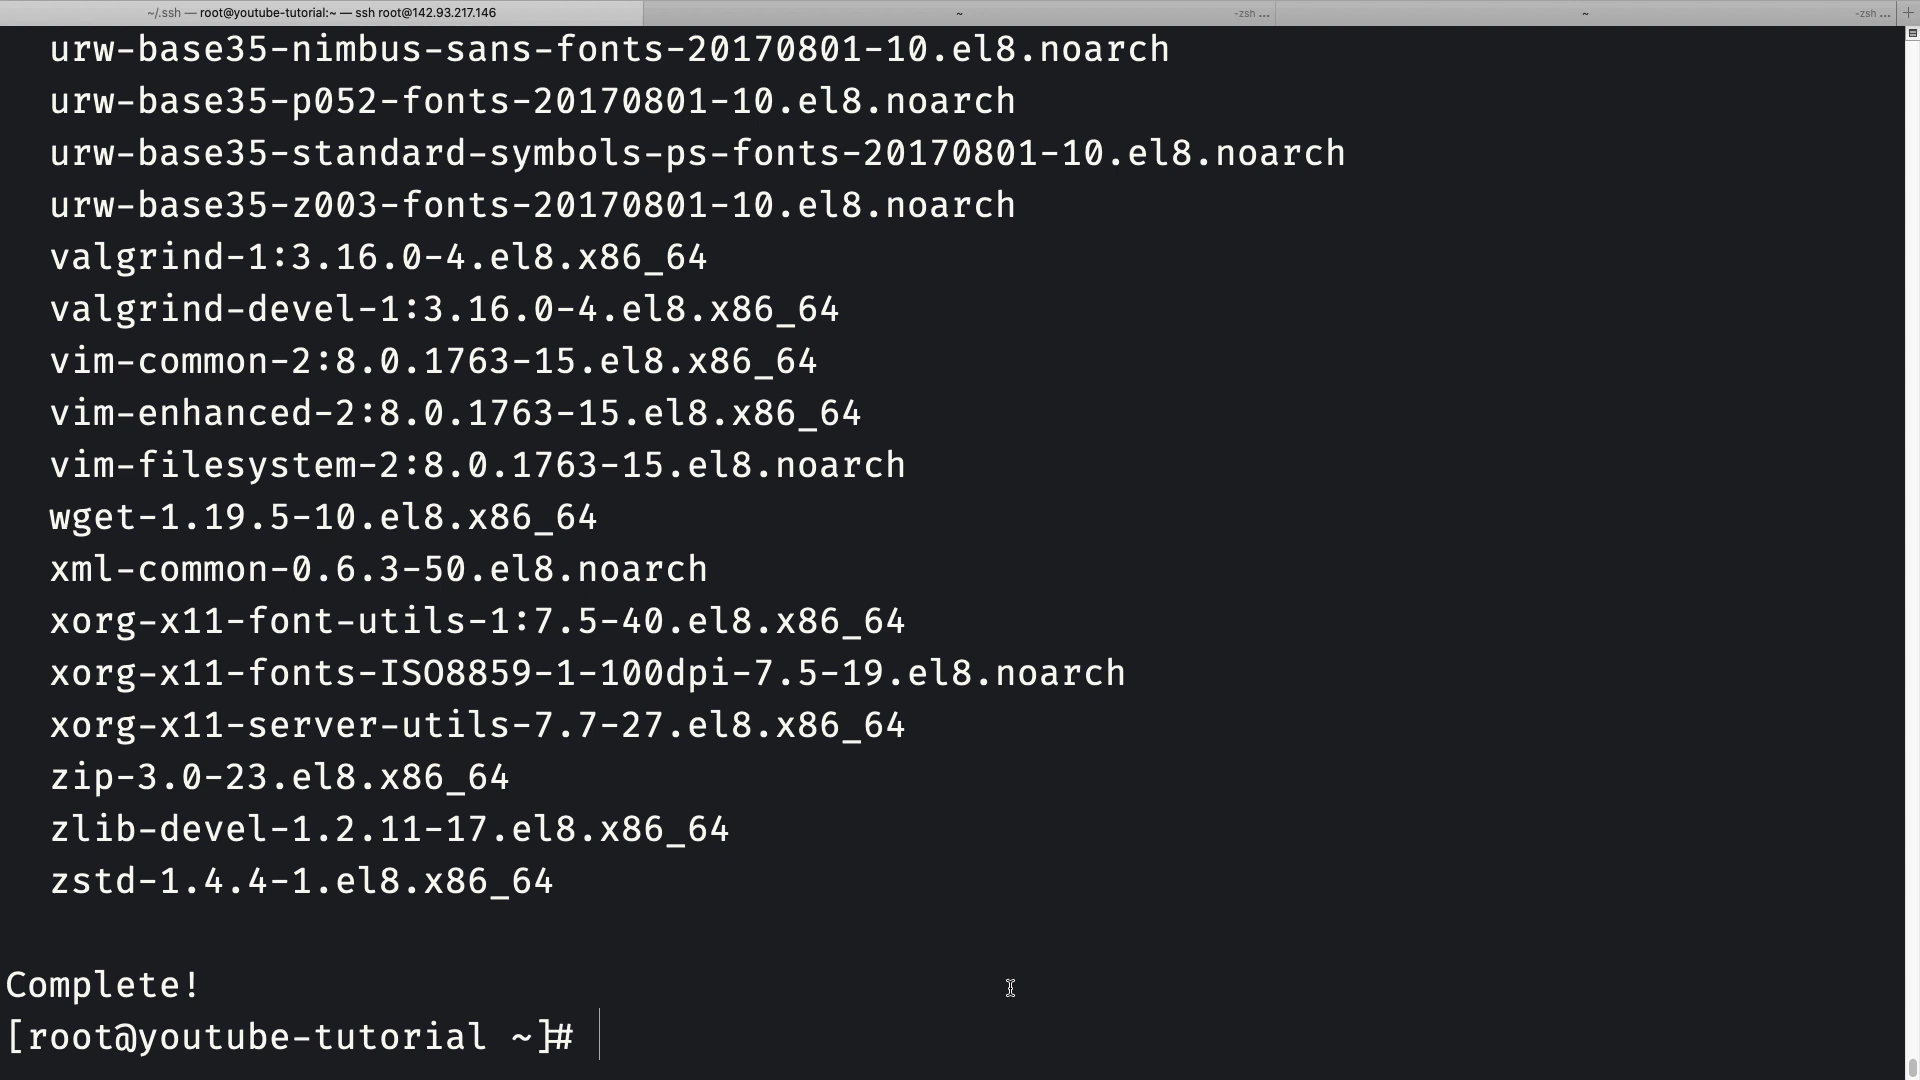 ~/.ssh — root@youtube-tutorial:~ — ssh root@142.93.217.146
~
-zsh ...
~
-zsh ...
+
urw-base35-nimbus-sans-fonts-20170801-10.el8.noarch
urw-base35-p052-fonts-20170801-10.el8.noarch
urw-base35-standard-symbols-ps-fonts-20170801-10.el8.noarch
urw-base35-z003-fonts-20170801-10.el8.noarch
valgrind-1:3.16.0-4.el8.x86_64
valgrind-devel-1:3.16.0-4.el8.x86_64
vim-common-2:8.0.1763-15.el8.x86_64
vim-enhanced-2:8.0.1763-15.el8.x86_64
vim-filesystem-2:8.0.1763-15.el8.noarch
wget-1.19.5-10.el8.x86_64
xml-common-0.6.3-50.el8.noarch
xorg-x11-font-utils-1:7.5-40.el8.x86_64
xorg-x11-fonts-ISO8859-1-100dpi-7.5-19.el8.noarch
xorg-x11-server-utils-7.7-27.el8.x86_64
zip-3.0-23.el8.x86_64
zlib-devel-1.2.11-17.el8.x86_64
zstd-1.4.4-1.el8.x86_64
Complete!
[root@youtube-tutorial ~]#